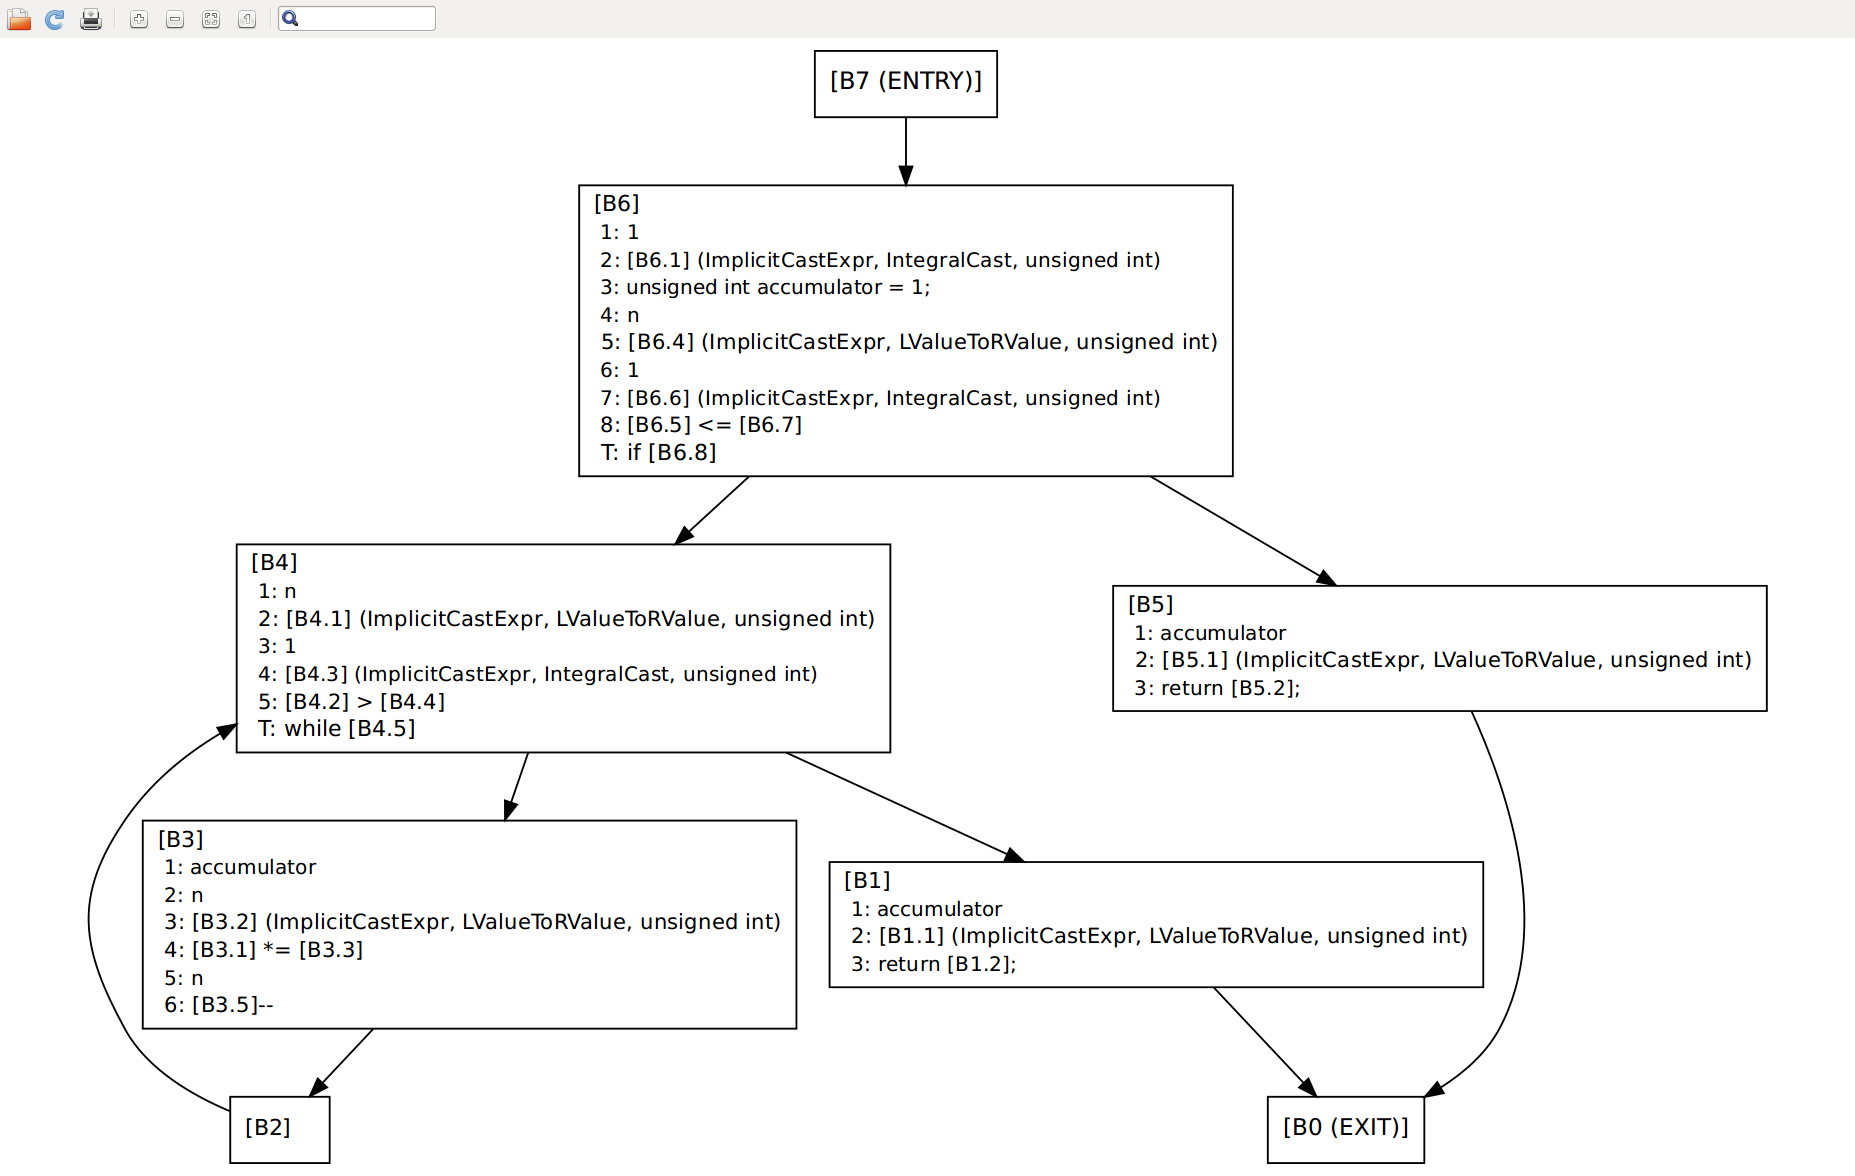 [B7 (ENTRY)]
[B6]
1: 1
2: [B6.1] (ImplicitCastExpr, IntegralCast, unsigned int)
3: unsigned int accumulator = 1;
4: n
5: [B6.4] (ImplicitCastExpr, LValueToRValue, unsigned int)
6: 1
7: [B6.6] (ImplicitCastExpr, IntegralCast, unsigned int)
8: [B6.5] <= [B6.7]
T: if [B6.8]
[B4]
1: n
2: [B4.1] (ImplicitCastExpr, LValueToRValue, unsigned int)
3: 1
4: [B4.3] (ImplicitCastExpr, IntegralCast, unsigned int)
5: [B4.2] > [B4.4]
T: while [B4.5]
[B5]
1: accumulator
2: [B5.1] (ImplicitCastExpr, LValueToRValue, unsigned int)
3: return [B5.2];
[B3]
1: accumulator
2: n
3: [B3.2] (ImplicitCastExpr, LValueToRValue, unsigned int)
4: [B3.1] *= [B3.3]
5: n
6: [B3.5]--
[B1]
1: accumulator
2: [B1.1] (ImplicitCastExpr, LValueToRValue, unsigned int)
3: return [B1.2];
[B2]
[B0 (EXIT)]